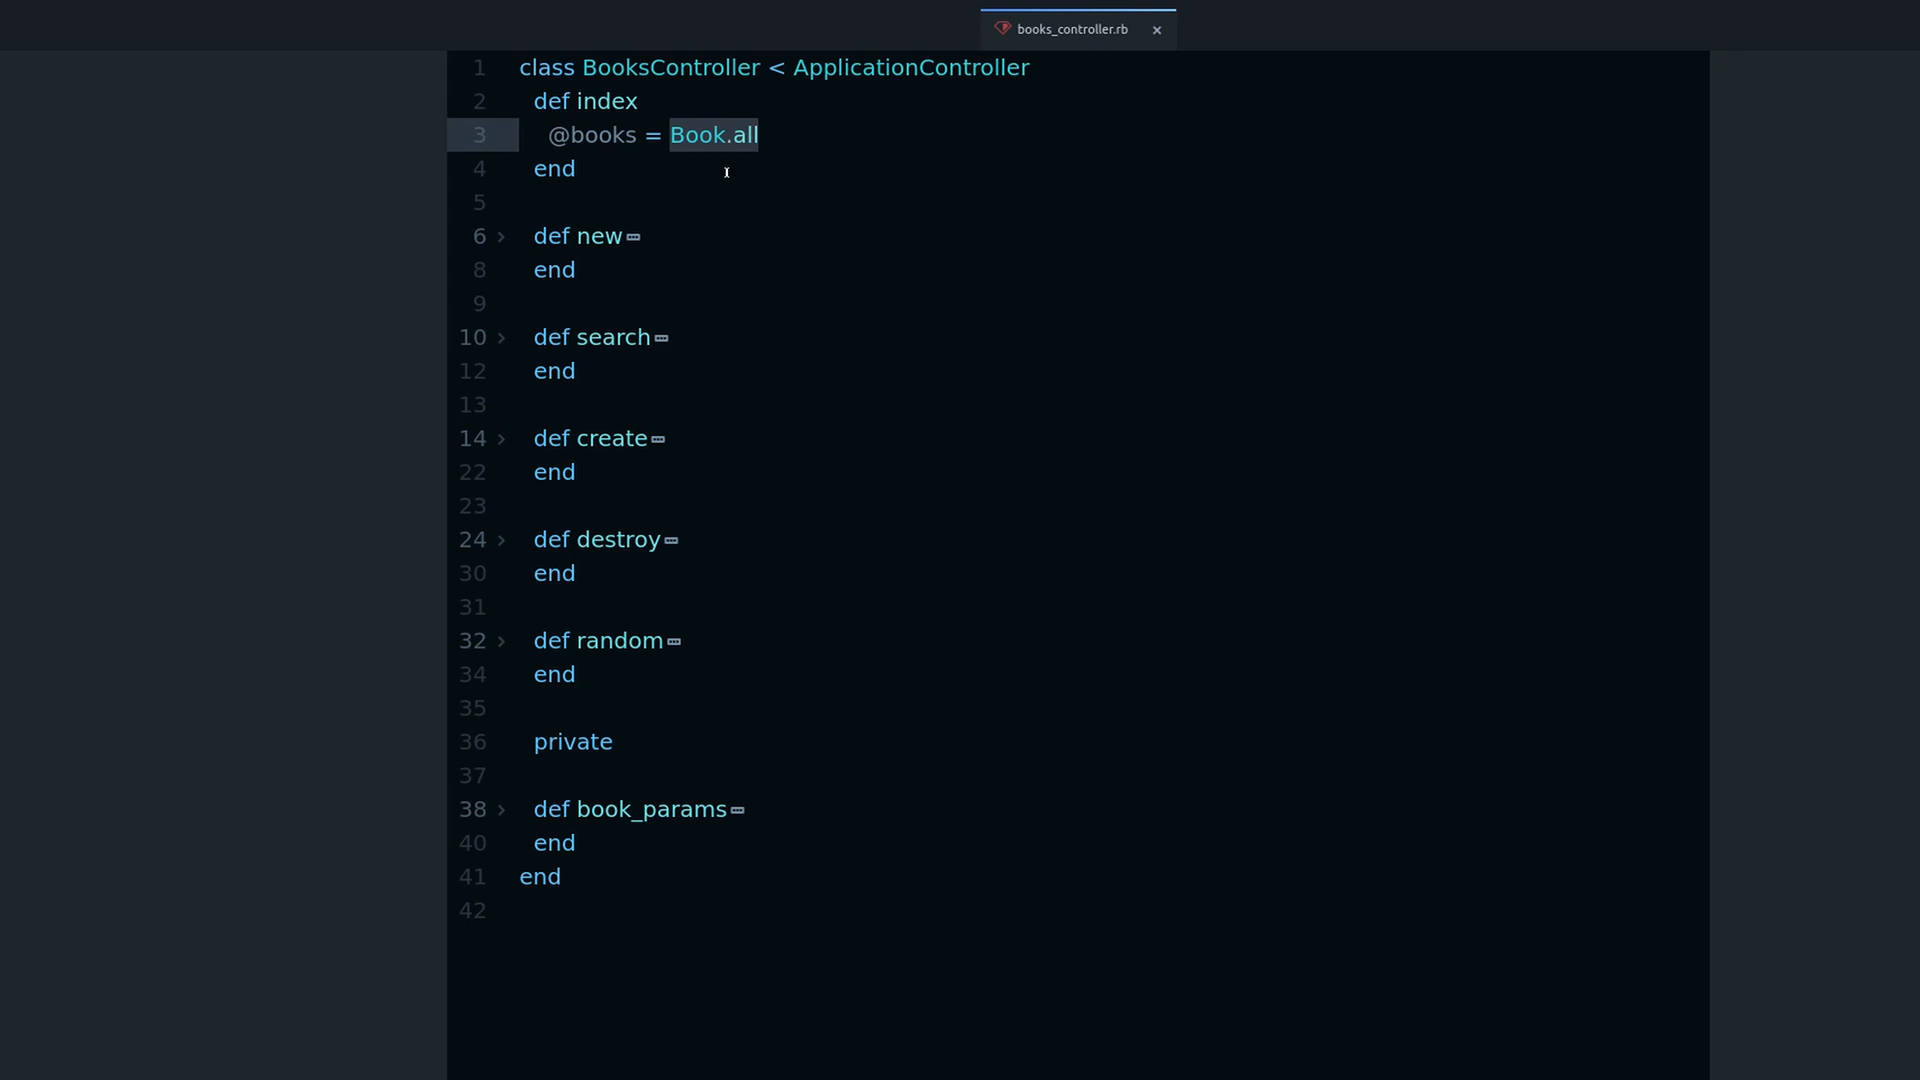 books_controller.rb ×
1 class BooksController < ApplicationController
2 def index
3 @books = Book.all
4 end
5
6 def new
8 end
9
10 def search
12 end
13
14 def create
22 end
23
24 def destroy
30 end
31
32 def random
34 end
35
36 private
37
38 def book_params
40 end
41 end
42